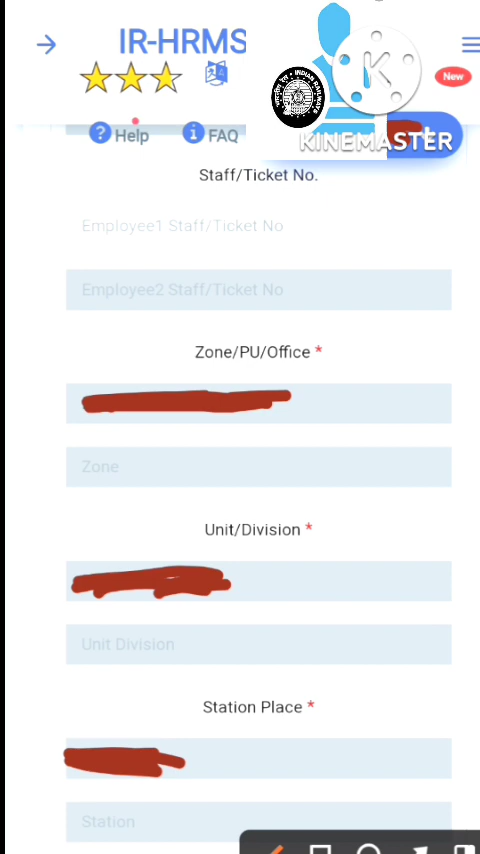 IR-HRMS
New
Help
FAQ
KINEMASTER
Staff/Ticket No.
Employee1 Staff/Ticket No
Employee2 Staff/Ticket No
Zone/PU/Office *
Zone
Unit/Division *
Unit Division
Station Place *
Station